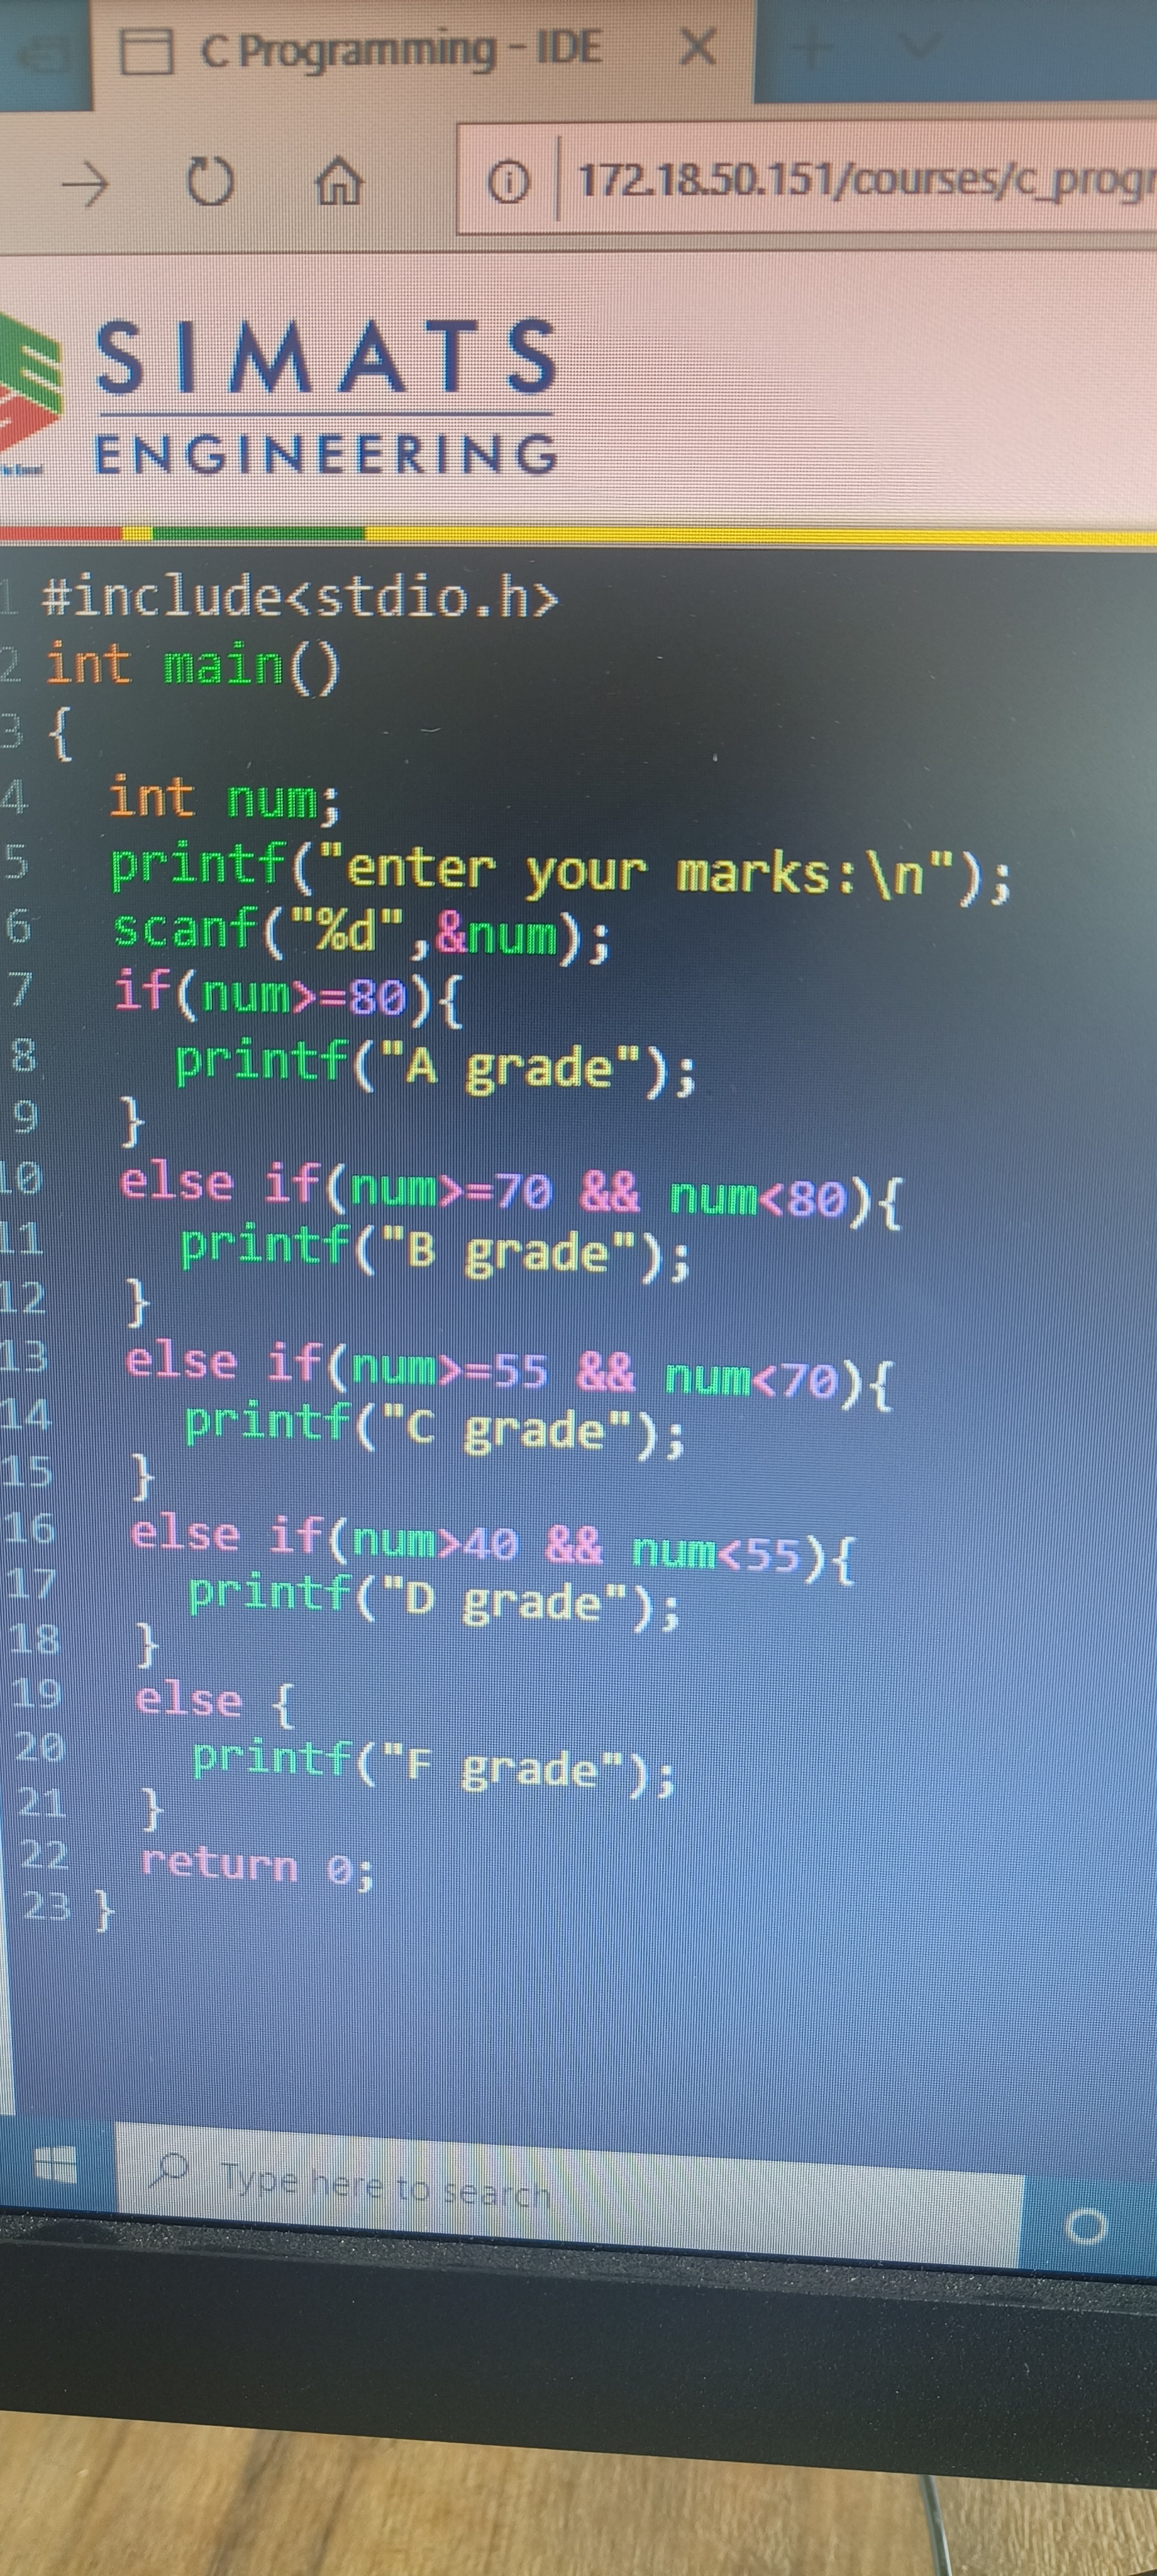 C Programming - IDE
172.18.50.151/courses/c_progr
SIMATS
ENGINEERING
1 #include<stdio.h>
2 int main()
3 {
4 int num;
5 printf("enter your marks:\n");
6 scanf("%d",&num);
7 if(num>=80){
8 printf("A grade");
9 }
10 else if(num>=70 && num<80){
11 printf("B grade");
12 }
13 else if(num>=55 && num<70){
14 printf("C grade");
15 }
16 else if(num>40 && num<55){
17 printf("D grade");
18 }
19 else {
20 printf("F grade");
21 }
22 return 0;
23 }
Type here to search